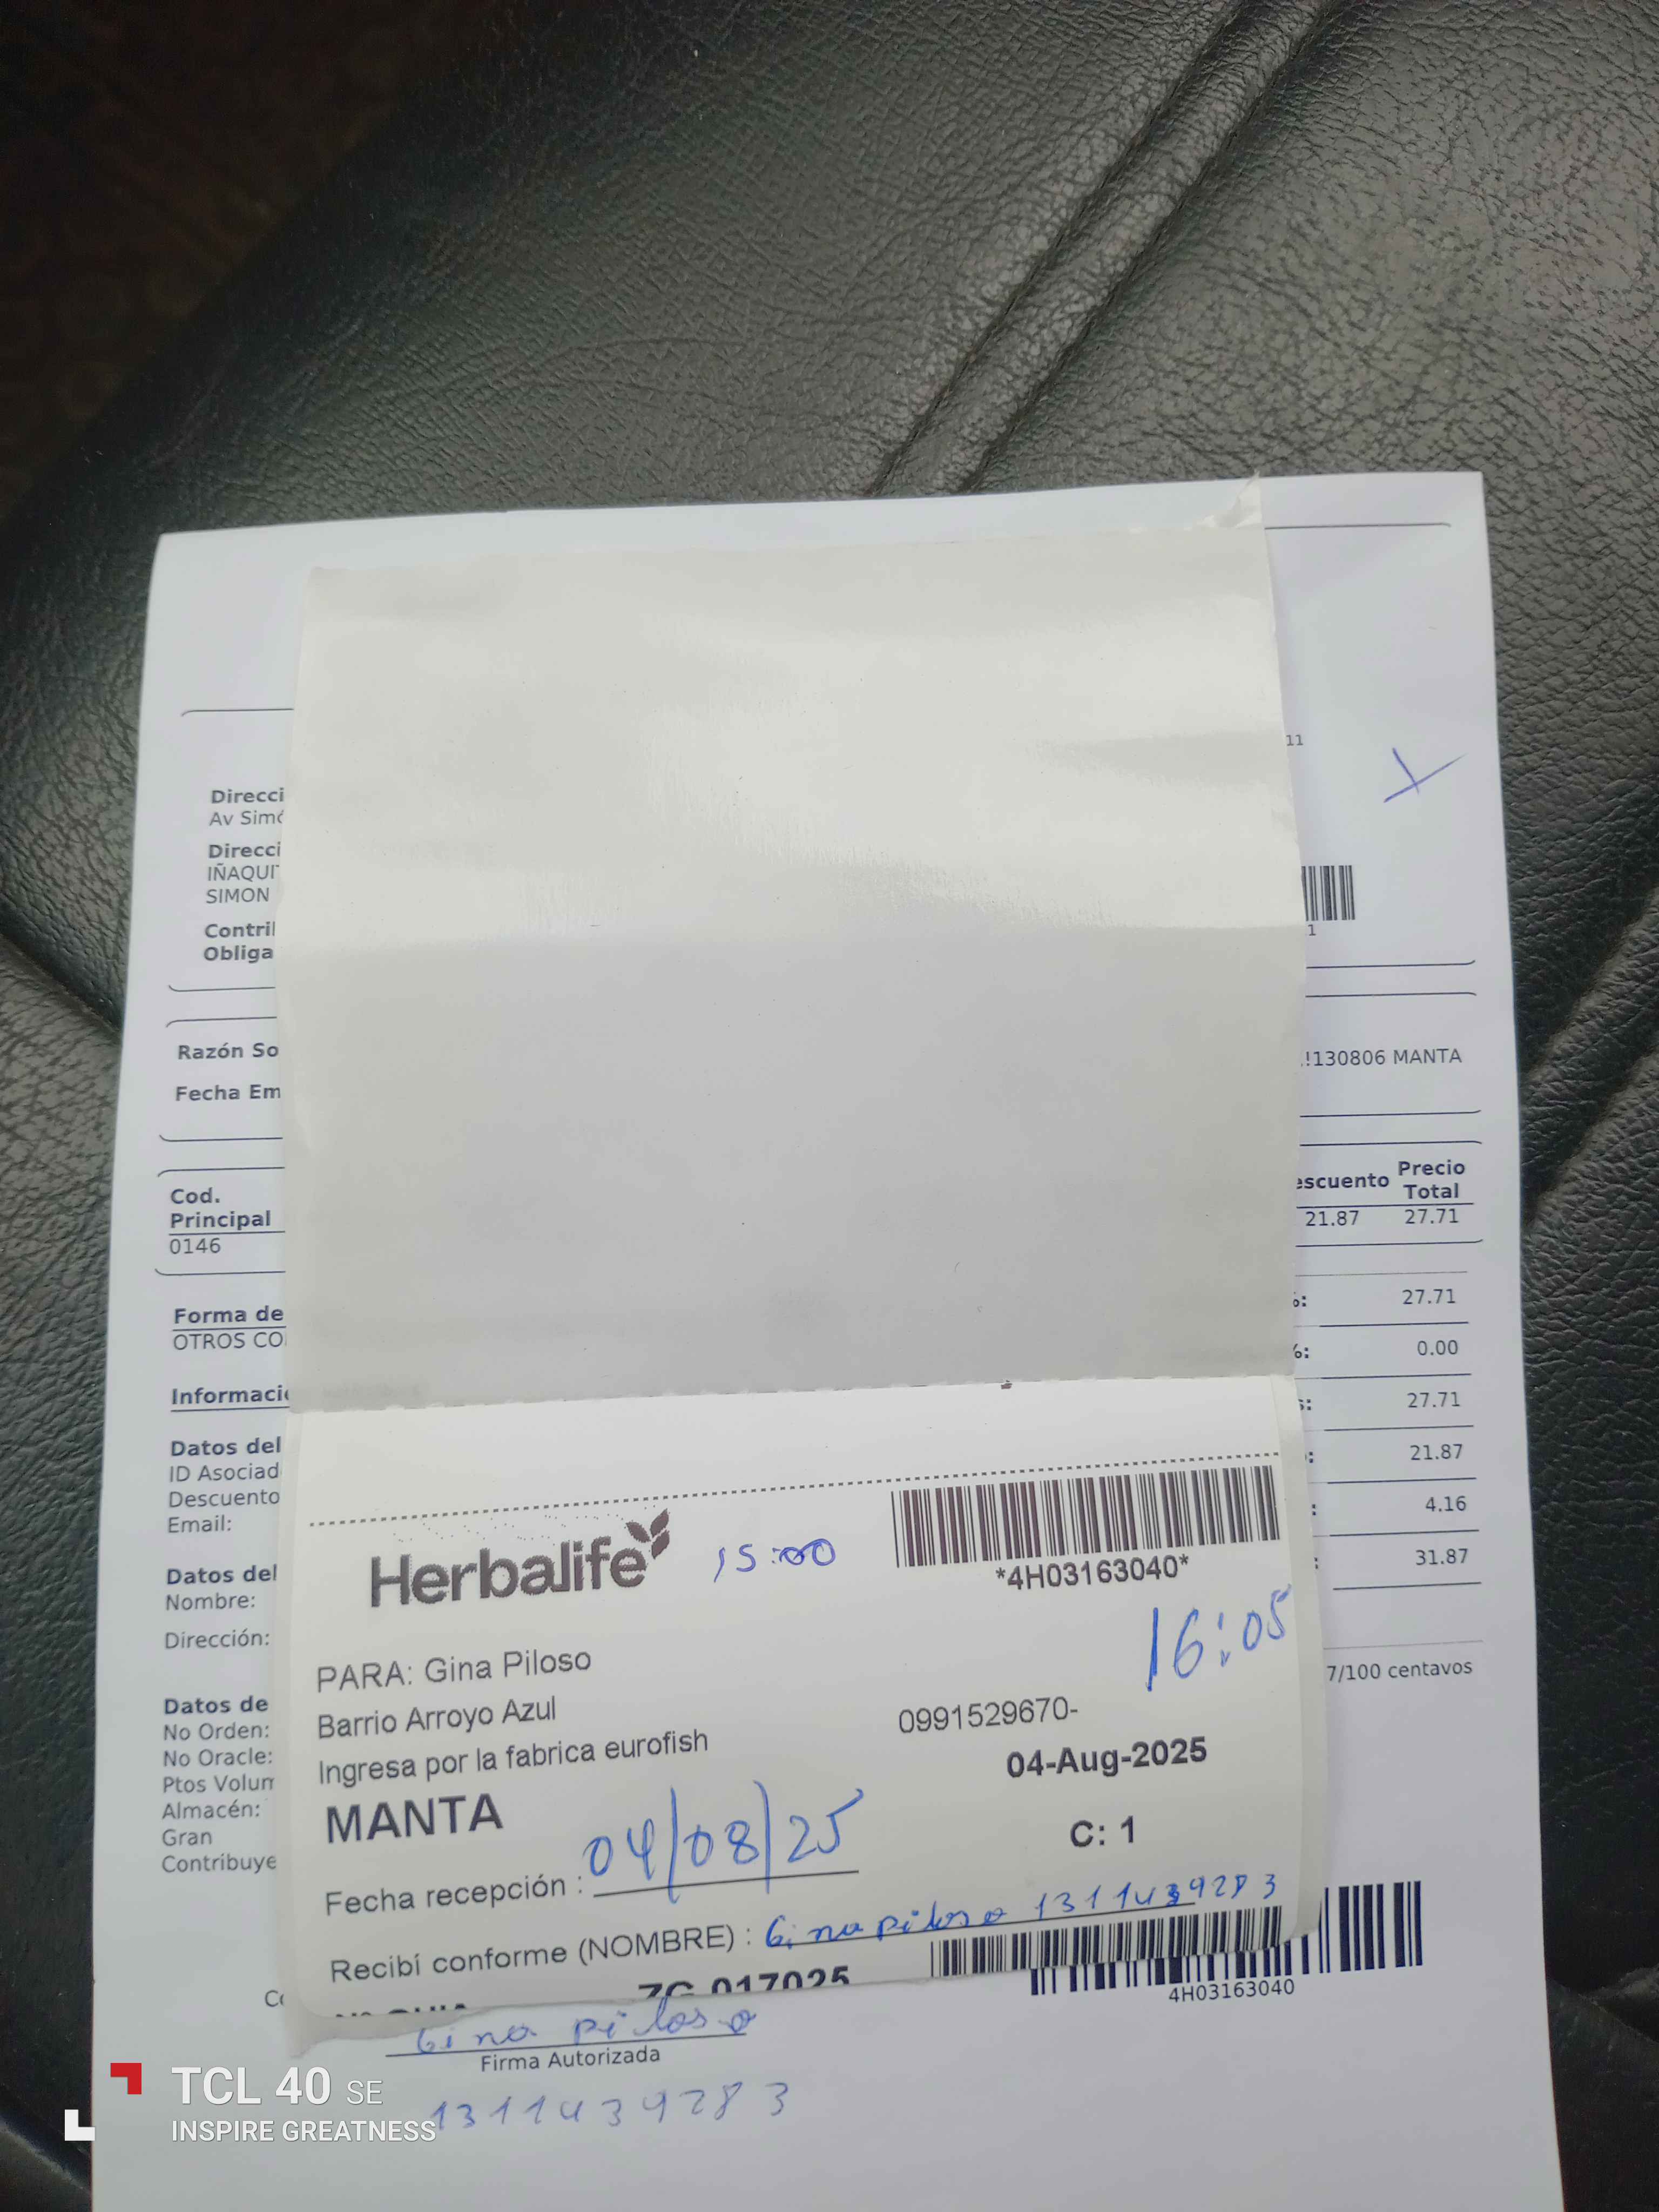 11
Direcci
Av Simó
Direcci
IÑAQUI
SIMON
Contri
Obliga
1
Razón So
.!130806 MANTA
Fecha Em
Cod.
Principal
escuento Precio
Total
0146
21.87 27.71
Forma de
OTROS CO
%: 27.71
%: 0.00
Informaci
s: 27.71
Datos del
ID Asociad
: 21.87
Descuento
: 4.16
Email:
: 31.87
Datos del
Nombre:
Dirección:
7/100 centavos
Datos de
No Orden:
No Oracle:
Ptos Volum
Almacén:
Gran
Contribuye
Herbalife
15:00
*4H03163040*
16:05
PARA: Gina Piloso
Barrio Arroyo Azul
0991529670-
Ingresa por la fabrica eurofish
04-Aug-2025
MANTA
C: 1
Fecha recepción : 04/08/25
Recibí conforme (NOMBRE) : Gina piloso 1311439283
ZG 017025
4H03163040
Gina piloso
Firma Autorizada
1311439283
TCL 40 SE
INSPIRE GREATNESS